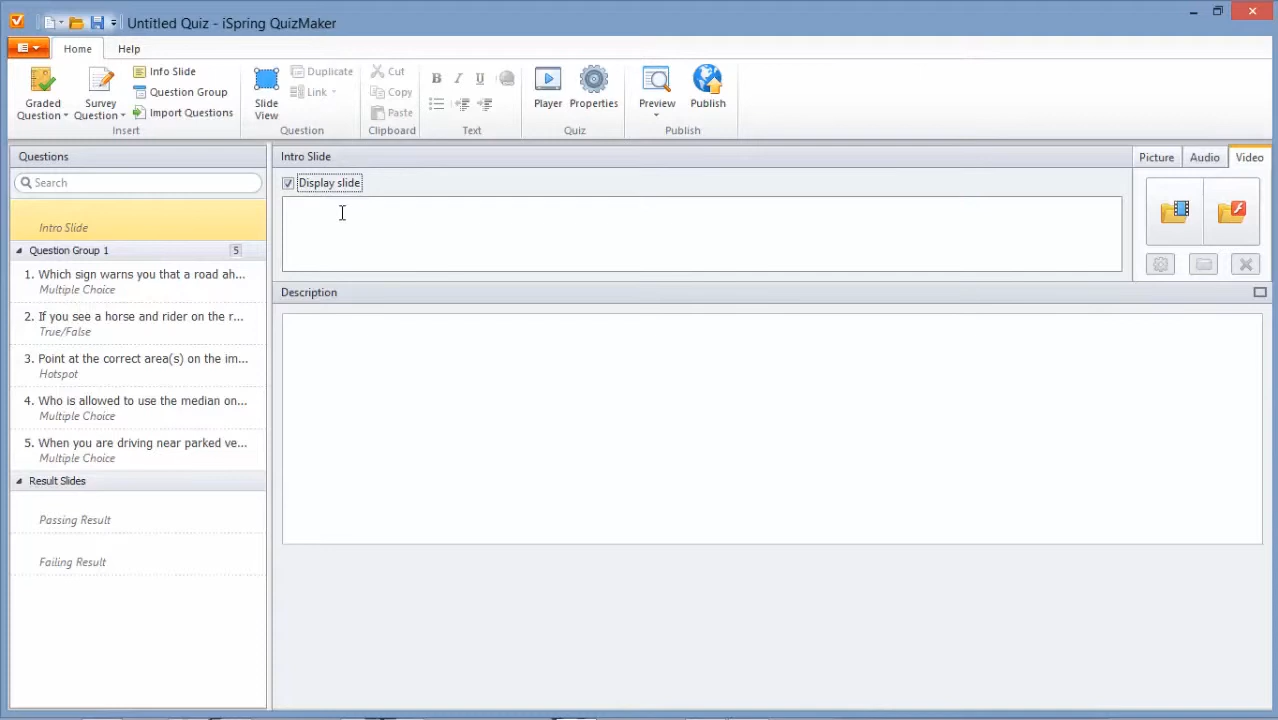 Untitled Quiz - iSpring QuizMaker
Home
Help
Graded Question
Survey Question
Info Slide
Question Group
Import Questions
Insert
Slide View
Duplicate
Link
Question
Cut
Copy
Paste
Clipboard
B I U
Text
Player
Properties
Quiz
Preview
Publish
Publish
Questions
Search
Intro Slide
Question Group 1
5
1. Which sign warns you that a road ah...
Multiple Choice
2. If you see a horse and rider on the r...
True/False
3. Point at the correct area(s) on the im...
Hotspot
4. Who is allowed to use the median on...
Multiple Choice
5. When you are driving near parked ve...
Multiple Choice
Result Slides
Passing Result
Failing Result
Intro Slide
Display slide
Description
Picture
Audio
Video